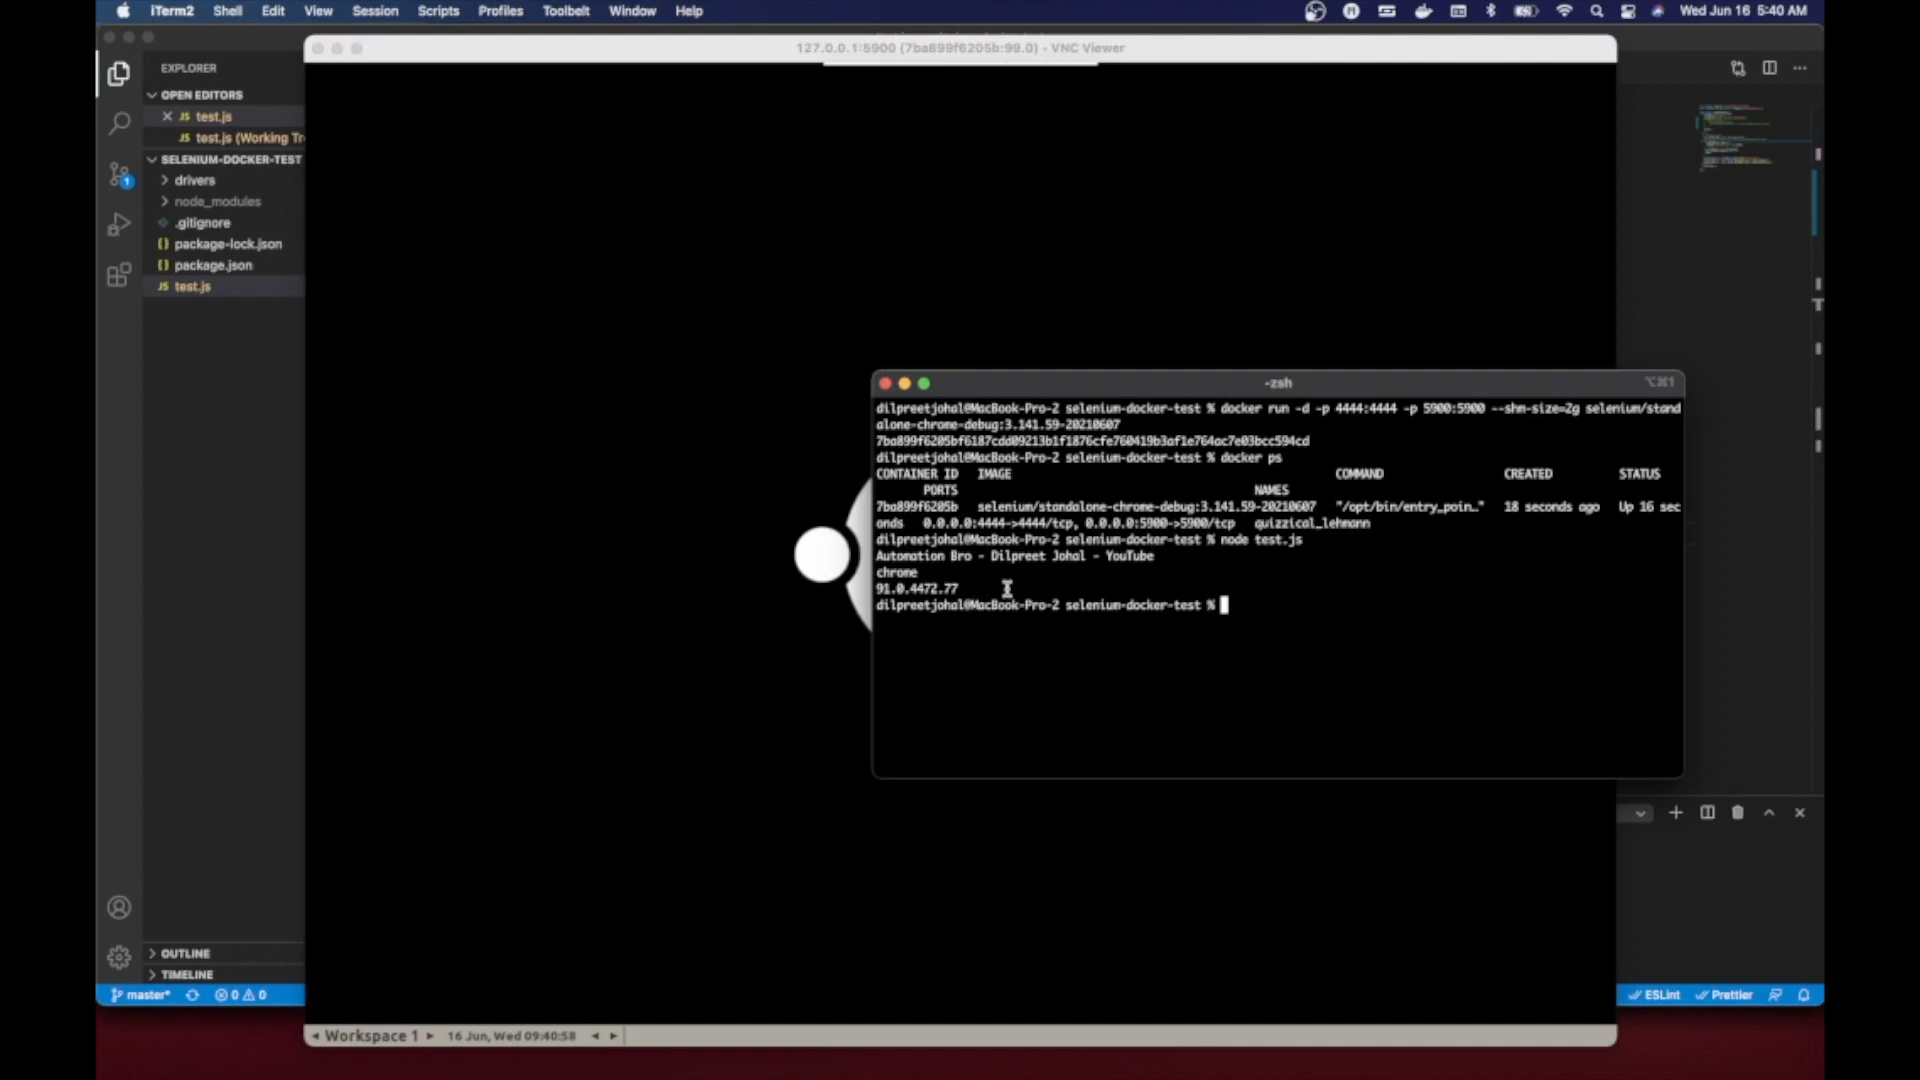 iTerm2 Shell Edit View Session Scripts Profiles Toolbelt Window Help
Wed Jun 16 5:40 AM
127.0.0.1:5900 (7ba899f6205b:99.0) - VNC Viewer
EXPLORER
OPEN EDITORS
JS test.js
JS test.js (Working Tr
SELENIUM-DOCKER-TEST
drivers
node_modules
.gitignore
{} package-lock.json
{} package.json
JS test.js
1
-zsh
⌥⌘1
dilpreetjohal@MacBook-Pro-2 selenium-docker-test % docker run -d -p 4444:4444 -p 5900:5900 --shm-size=2g selenium/stand
alone-chrome-debug:3.141.59-20210607
7ba899f6205bf6187cdd09213b1f1876cfe760419b3af1e764ac7e03bcc594cd
dilpreetjohal@MacBook-Pro-2 selenium-docker-test % docker ps
CONTAINER ID IMAGE COMMAND CREATED STATUS
PORTS NAMES
7ba899f6205b selenium/standalone-chrome-debug:3.141.59-20210607 "/opt/bin/entry_poin…" 18 seconds ago Up 16 sec
onds 0.0.0.0:4444->4444/tcp, 0.0.0.0:5900->5900/tcp quizzical_lehmann
dilpreetjohal@MacBook-Pro-2 selenium-docker-test % node test.js
Automation Bro - Dilpreet Johal - YouTube
chrome
91.0.4472.77
dilpreetjohal@MacBook-Pro-2 selenium-docker-test %
OUTLINE
TIMELINE
master* 0 0
ESLint Prettier
Workspace 1 16 Jun, Wed 09:40:58